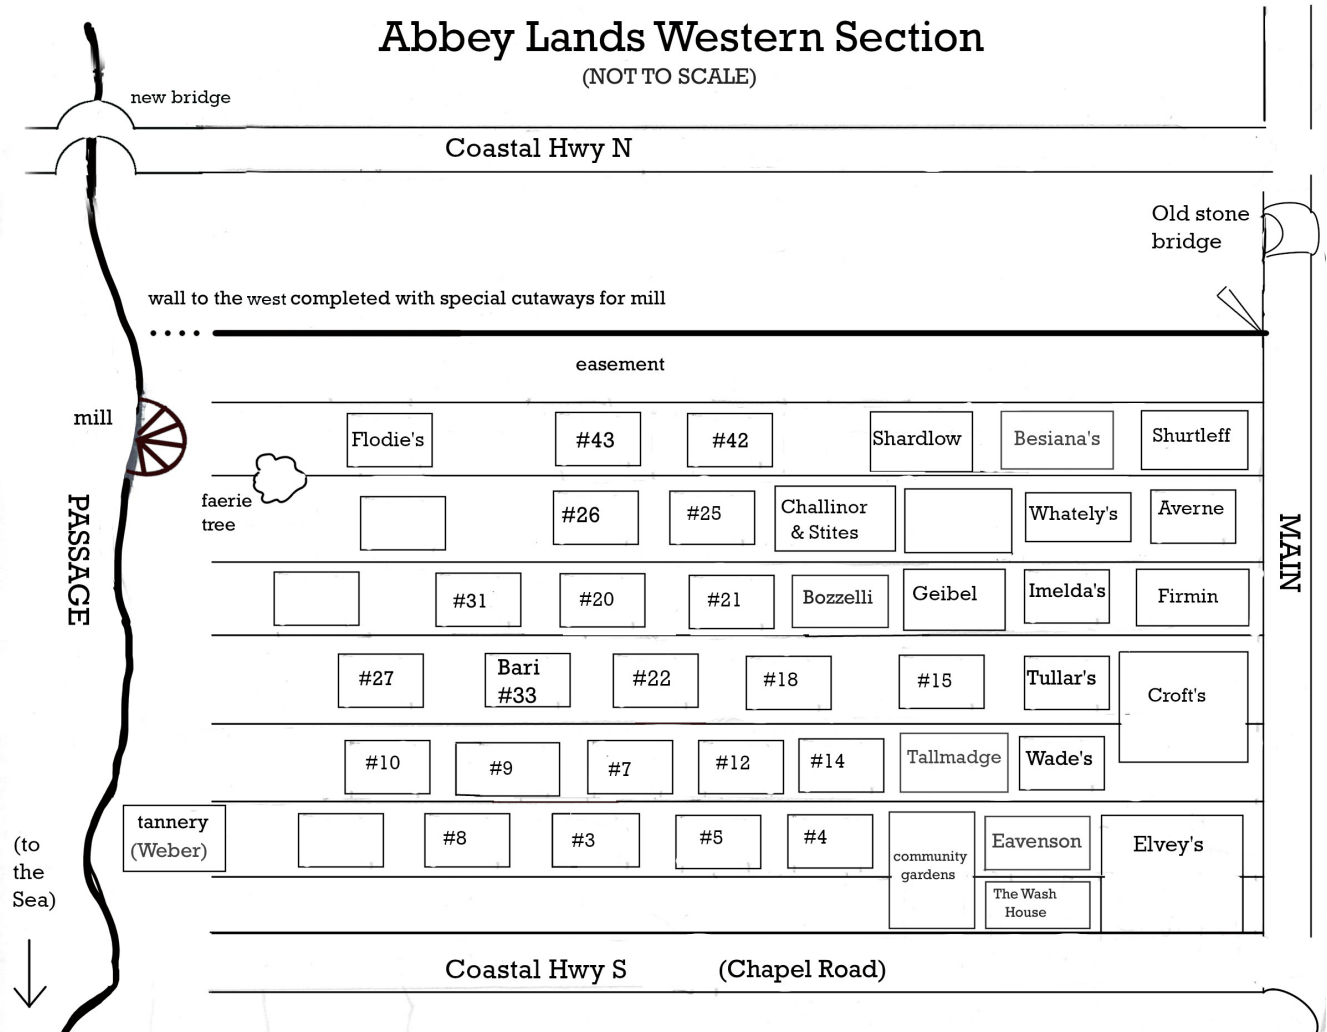 Abbey Lands Western Section
(NOT TO SCALE)
new bridge
Coastal Hwy N
Old stone
bridge
wall to the west completed with special cutaways for mill
easement
mill
Flodie's
#43
#42
Shardlow
Besiana's
Shurtleff
faerie
tree
#26
#25
Challinor
& Stites
Whately's
Averne
PASSAGE
MAIN
#31
#20
#21
Bozzelli
Geibel
Imelda's
Firmin
#27
Bari
#33
#22
#18
#15
Tullar's
Croft's
#10
#9
#7
#12
#14
Tallmadge
Wade's
tannery
(Weber)
#8
#3
#5
#4
community
gardens
Eavenson
Elvey's
The Wash
House
(to
the
Sea)
Coastal Hwy S
(Chapel Road)